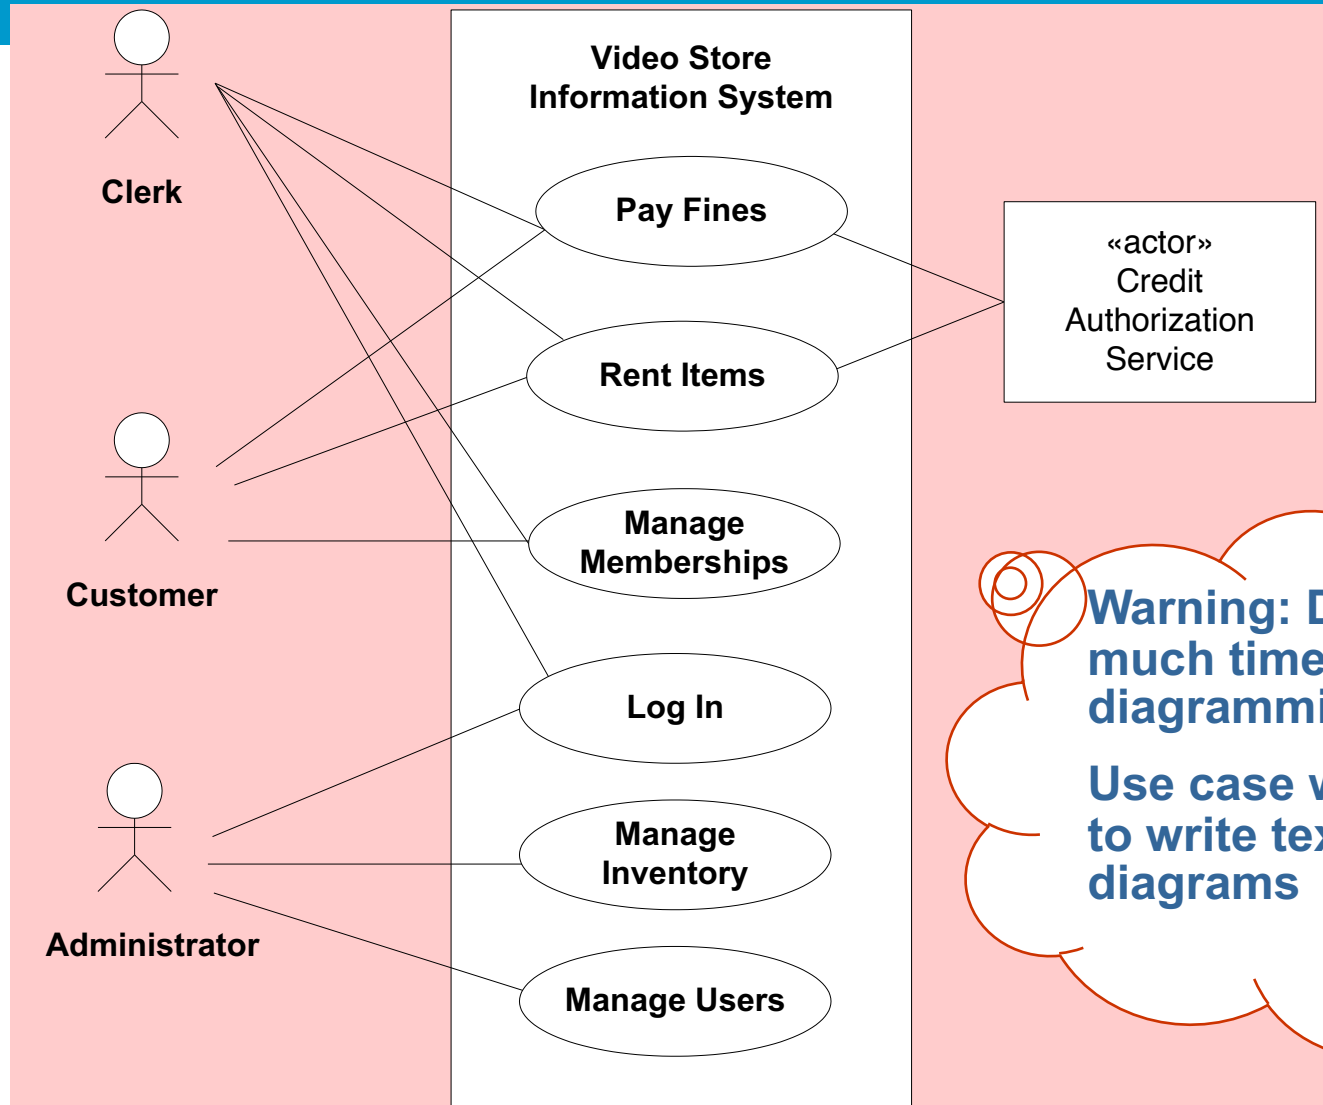 Video Store
Information System
Clerk
Pay Fines
«actor»
Credit
Authorization
Service
Rent Items
Customer
Manage
Memberships
Warning:
much time
Log In
Use case
to write
diagrams
Manage
Inventory
Administrator
Manage Users